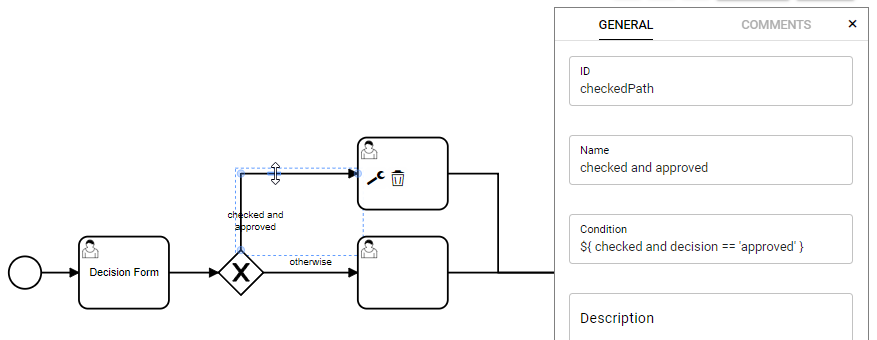 GENERAL
COMMENTS
×
ID
checkedPath
Name
checked and approved
Condition
${ checked and decision == 'approved' }
Description
checked and
approved
otherwise
Decision Form
X